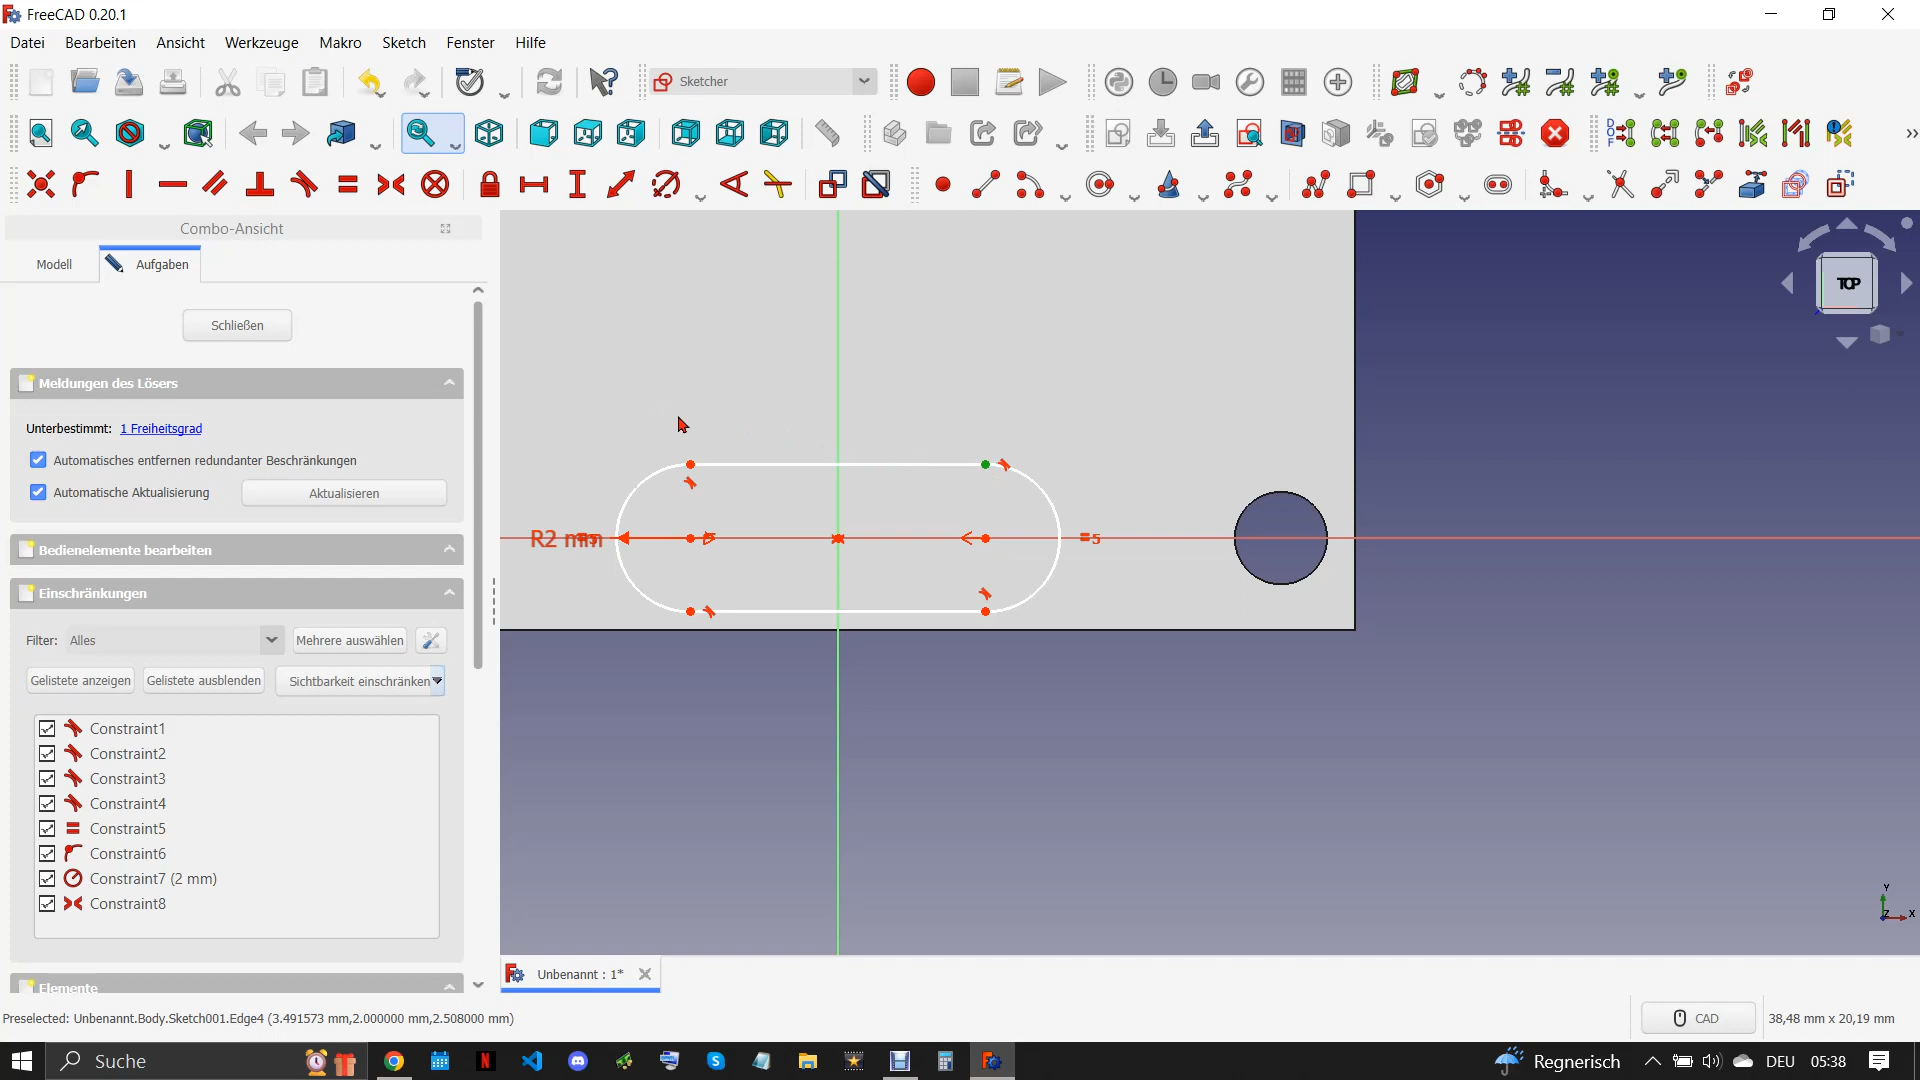 FreeCAD 0.20.1
Datei Bearbeiten Ansicht Werkzeuge Makro Sketch Fenster Hilfe
Sketcher
Combo-Ansicht
Modell Aufgaben
Schließen
Meldungen des Lösers
Unterbestimmt: 1 Freiheitsgrad
Automatisches entfernen redundanter Beschränkungen
Automatische Aktualisierung Aktualisieren
Bedienelemente bearbeiten
Einschränkungen
Filter: Alles Mehrere auswählen
Gelistete anzeigen Gelistete ausblenden Sichtbarkeit einschränken
Constraint1
Constraint2
Constraint3
Constraint4
Constraint5
Constraint6
Constraint7 (2 mm)
Constraint8
Elemente
R2 mm
5
TOP
Y
Z X
Unbenannt : 1*
Preselected: Unbenannt.Body.Sketch001.Edge4 (3.491573 mm,2.000000 mm,2.508000 mm)
CAD 38,48 mm x 20,19 mm
Suche Regnerisch DEU 05:38